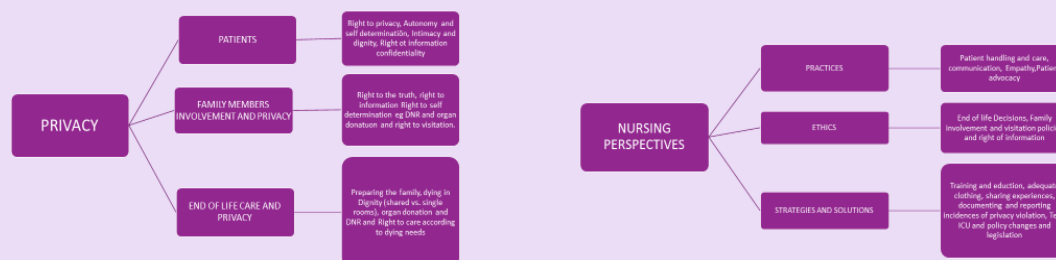 PRIVACY
PATIENTS
Right to privacy, Autonomy and
self determination, Intimacy and
dignity, Right ot information
confidentiality
FAMILY MEMBERS
INVOLVEMENT AND PRIVACY
Right to the truth, right to
information Right to self
determination eg DNR and organ
donatuon and right to visitation.
END OF LIFE CARE AND
PRIVACY
Preparing the family, dying in
Dignity (shared vs. single
rooms), organ donation and
DNR and Right to care according
to dying needs
NURSING
PERSPECTIVES
PRACTICES
Patient handling and care,
communication, Empathy,Patien
advocacy
ETHICS
End of life Decisions, Family
involvement and visitation polici
and right of information
STRATEGIES AND SOLUTIONS
Training and eduction, adequat
clothing, sharing experiences,
documenting and reporting
incidences of privacy violation, Te
ICU and policy changes and
legislation